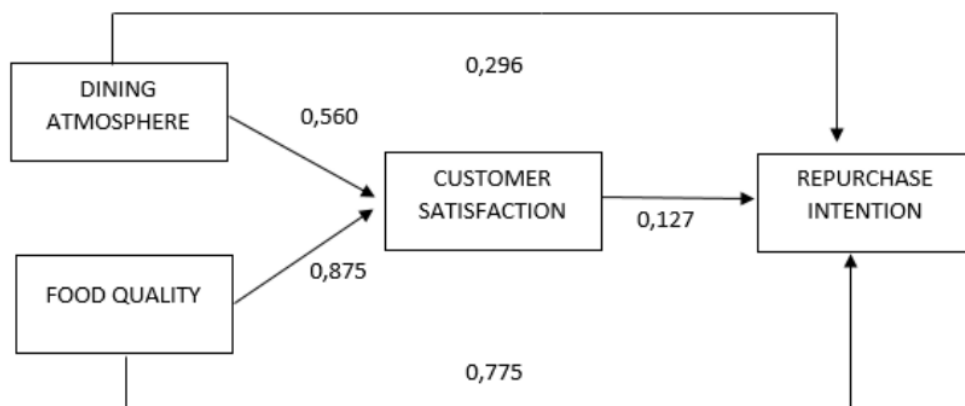 0,296
DINING
ATMOSPHERE
0,560
CUSTOMER
SATISFACTION
REPURCHASE
INTENTION
0,127
FOOD QUALITY
0,875
0,775